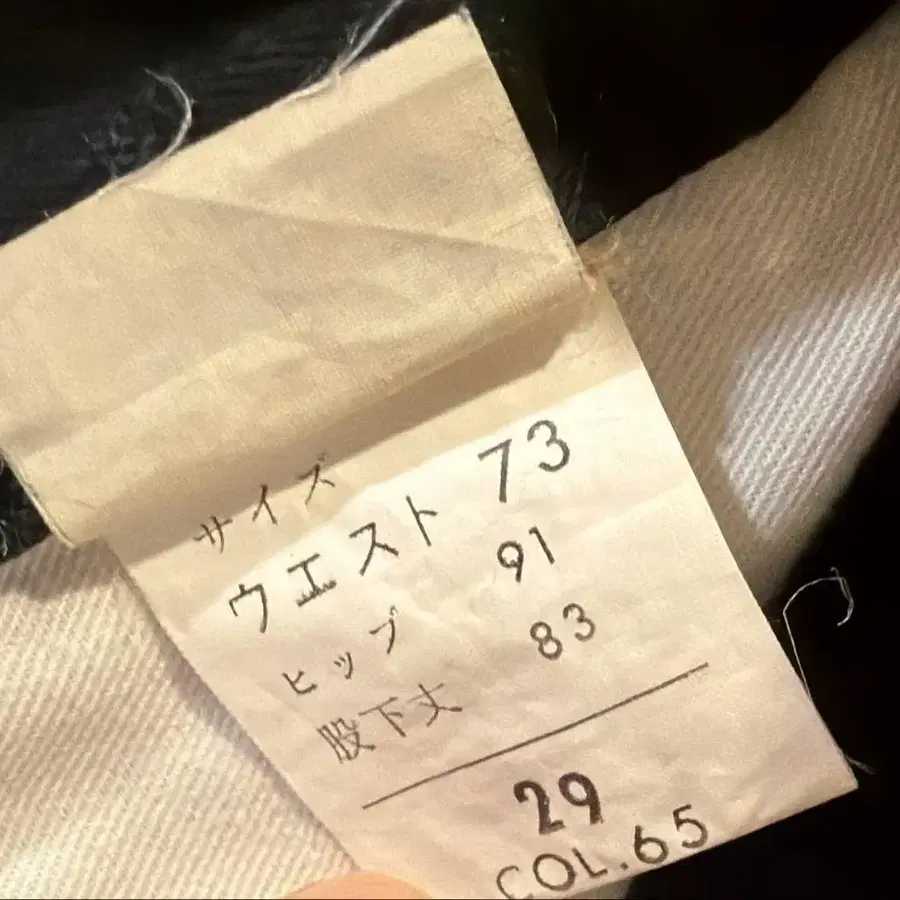 サイズ
ウエスト 73
ヒップ 91
股下丈 83
29
COL.65